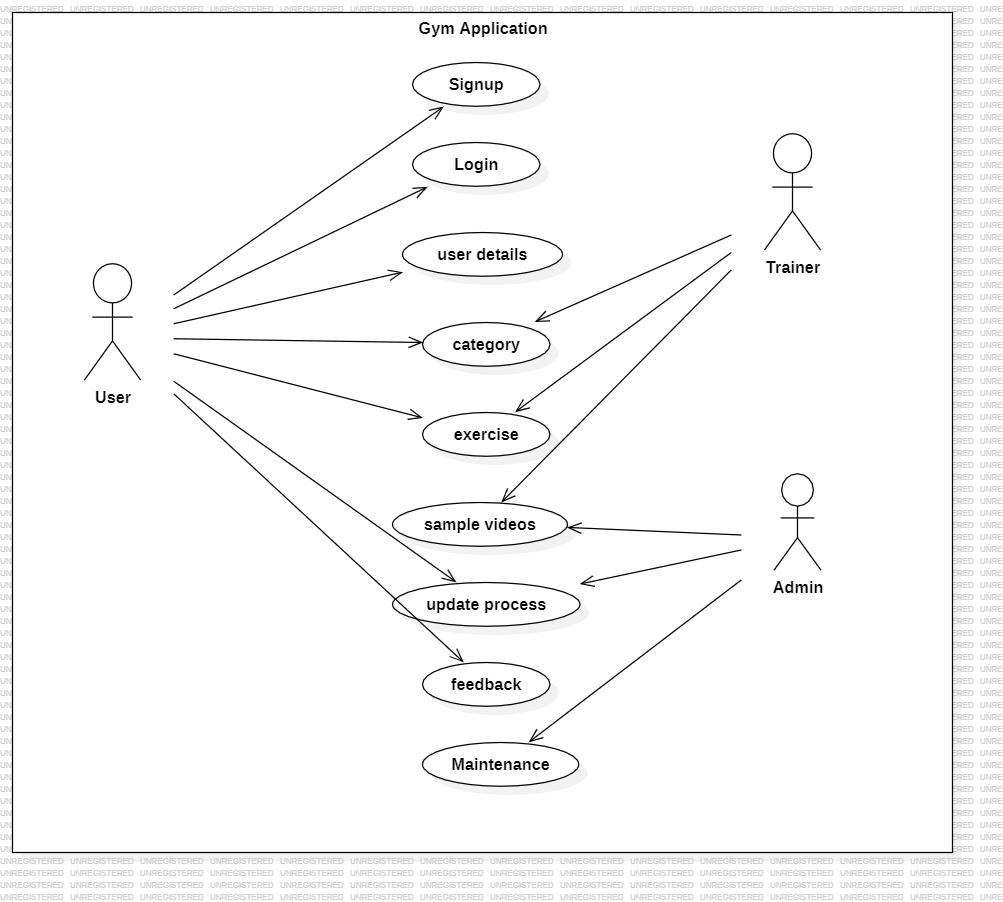 Gym Application
Signup
Login
user details
category
exercise
sample videos
update process
feedback
Maintenance
User
Trainer
Admin
UNREGISTERED